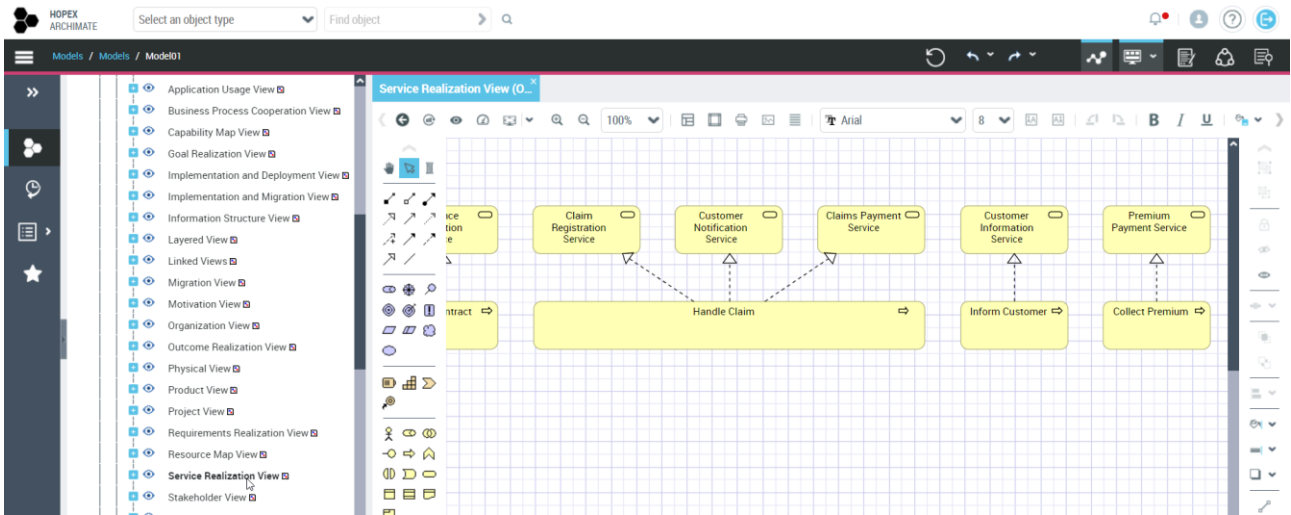 HOPEX
ARCHIMATE
Select an object type
Find object
Models / Models / Model01
Application Usage View
Business Process Cooperation View
Capability Map View
Goal Realization View
Implementation and Deployment View
Implementation and Migration View
Information Structure View
Layered View
Linked Views
Migration View
Motivation View
Organization View
Outcome Realization View
Physical View
Product View
Project View
Requirements Realization View
Resource Map View
Service Realization View
Stakeholder View
Service Realization View (O...
100%
Arial
8
B I U
Claim
Registration
Service
Customer
Notification
Service
Claims Payment
Service
Customer
Information
Service
Premium
Payment Service
ntract
Handle Claim
Inform Customer
Collect Premium